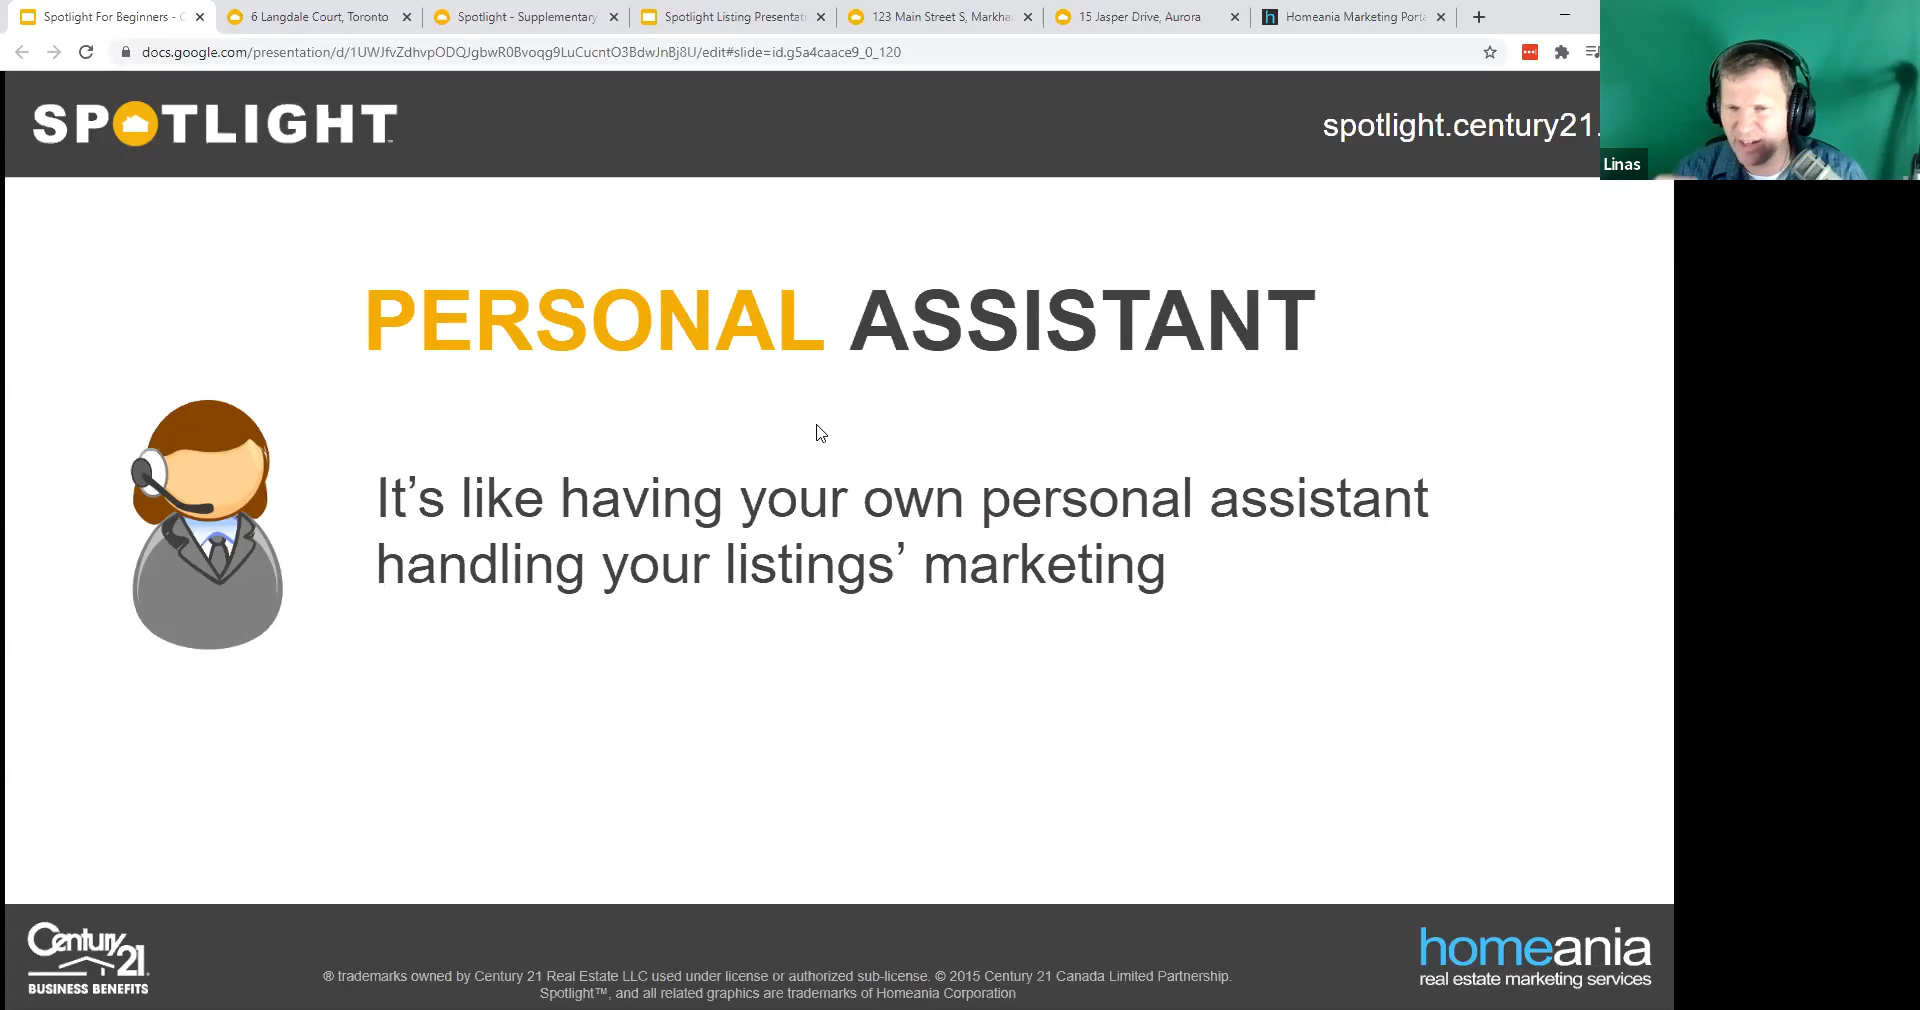 Spotlight For Beginners - C
6 Langdale Court, Toronto
Spotlight - Supplementary
Spotlight Listing Presentati
123 Main Street S, Markha
15 Jasper Drive, Aurora
Homeania Marketing Porta
docs.google.com/presentation/d/1UWJfvZdhvpODQJgbwR0Bvoqg9LuCucntO3BdwJnBj8U/edit#slide=id.g5a4caace9_0_120
SPOTLIGHT
spotlight.century21.
Linas
PERSONAL ASSISTANT
It's like having your own personal assistant
handling your listings' marketing
Century 21
BUSINESS BENEFITS
® trademarks owned by Century 21 Real Estate LLC used under license or authorized sub-license. © 2015 Century 21 Canada Limited Partnership.
Spotlight™, and all related graphics are trademarks of Homeania Corporation
homeania
real estate marketing services